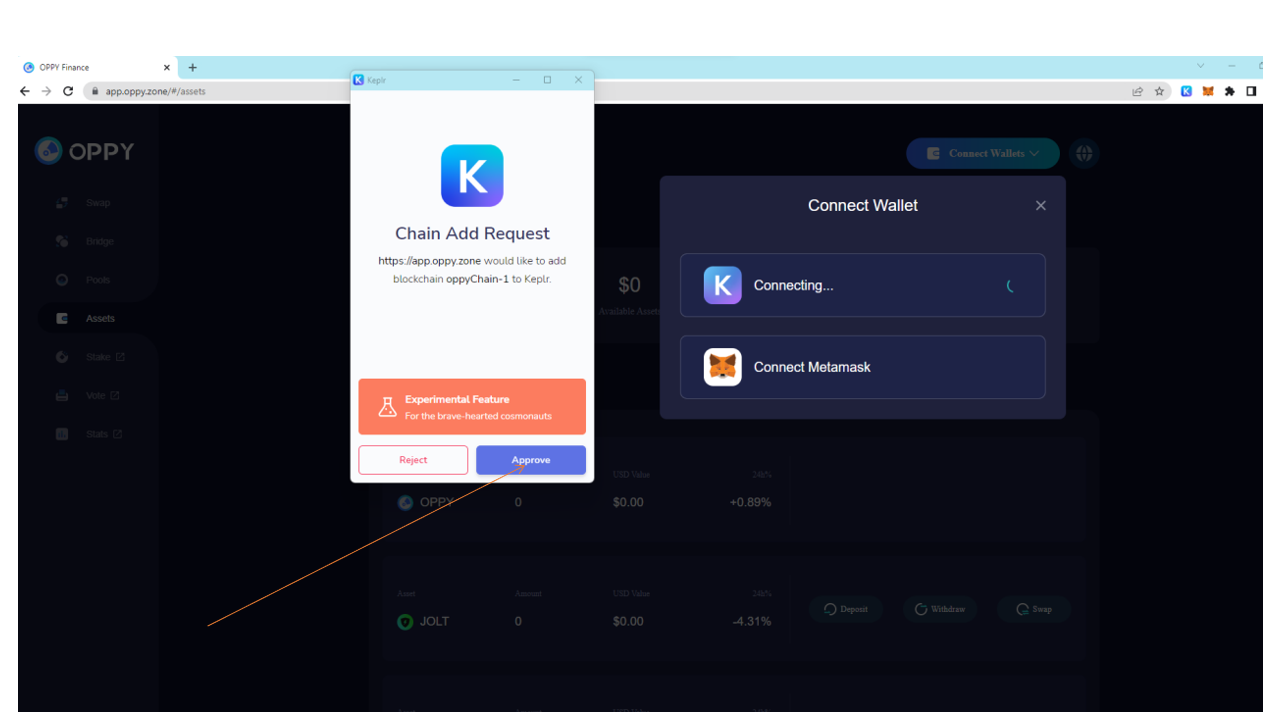 OPPY Finance
app.oppy.zone/#/assets
Keplr
OPPY
Swap
Bridge
Pools
Assets
Stake
Vote
Stats
K
Chain Add Request
https://app.oppy.zone would like to add
blockchain oppyChain-1 to Keplr.
Experimental Feature
For the brave-hearted cosmonauts
Reject
Approve
Connect Wallets
Connect Wallet
K
Connecting...
Connect Metamask
$0
Available Assets
USD Value
24h%
OPPY
0
$0.00
+0.89%
Asset
Amount
USD Value
24h%
JOLT
0
$0.00
-4.31%
Deposit
Withdraw
Swap